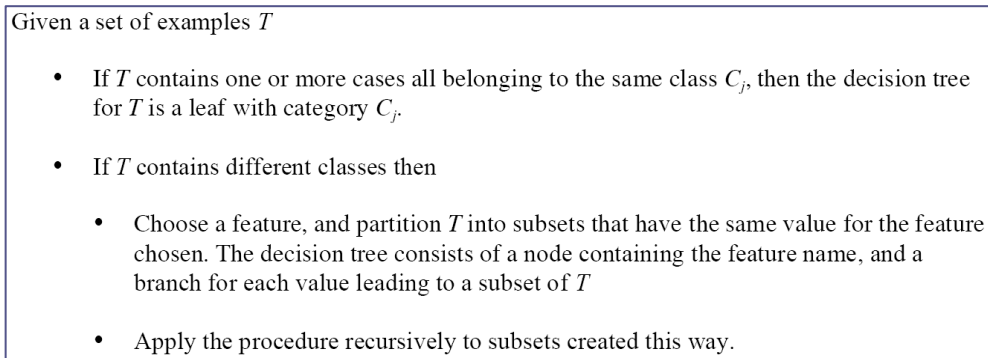 Given a set of examples T
• If T contains one or more cases all belonging to the same class Cj, then the decision tree
for T is a leaf with category Cj.
• If T contains different classes then
• Choose a feature, and partition T into subsets that have the same value for the feature
chosen. The decision tree consists of a node containing the feature name, and a
branch for each value leading to a subset of T
• Apply the procedure recursively to subsets created this way.